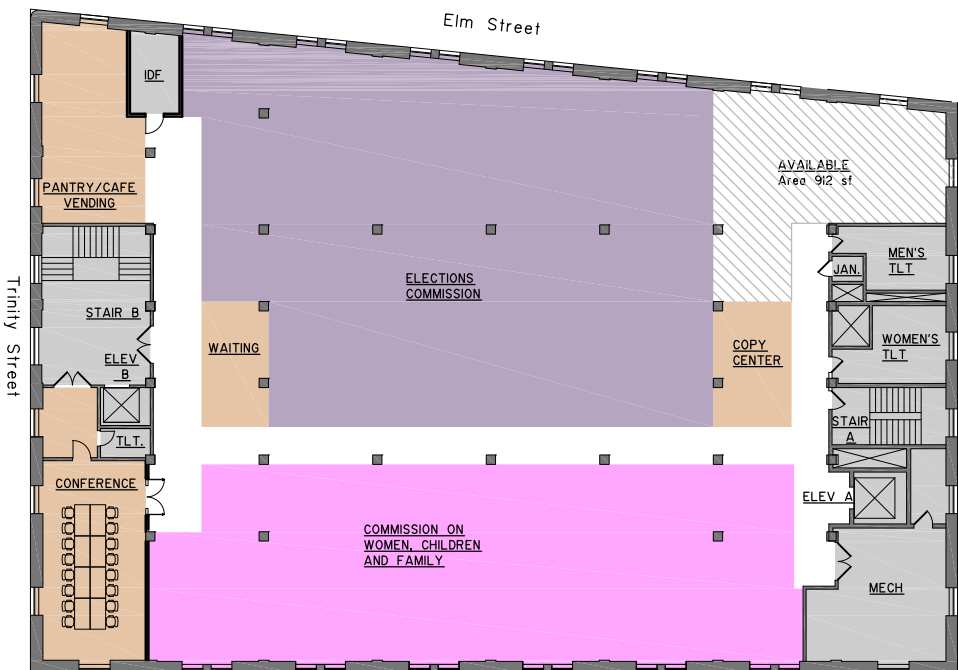 Elm Street
IDF
AVAILABLE
Area 912 sf
PANTRY/CAFE
VENDING
MEN'S
TLT
JAN.
ELECTIONS
COMMISSION
Trinity Street
STAIR B
WOMEN'S
TLT
WAITING
COPY
CENTER
ELEV
B
STAIR
A
TLT.
CONFERENCE
ELEV A
COMMISSION ON
WOMEN, CHILDREN
AND FAMILY
MECH